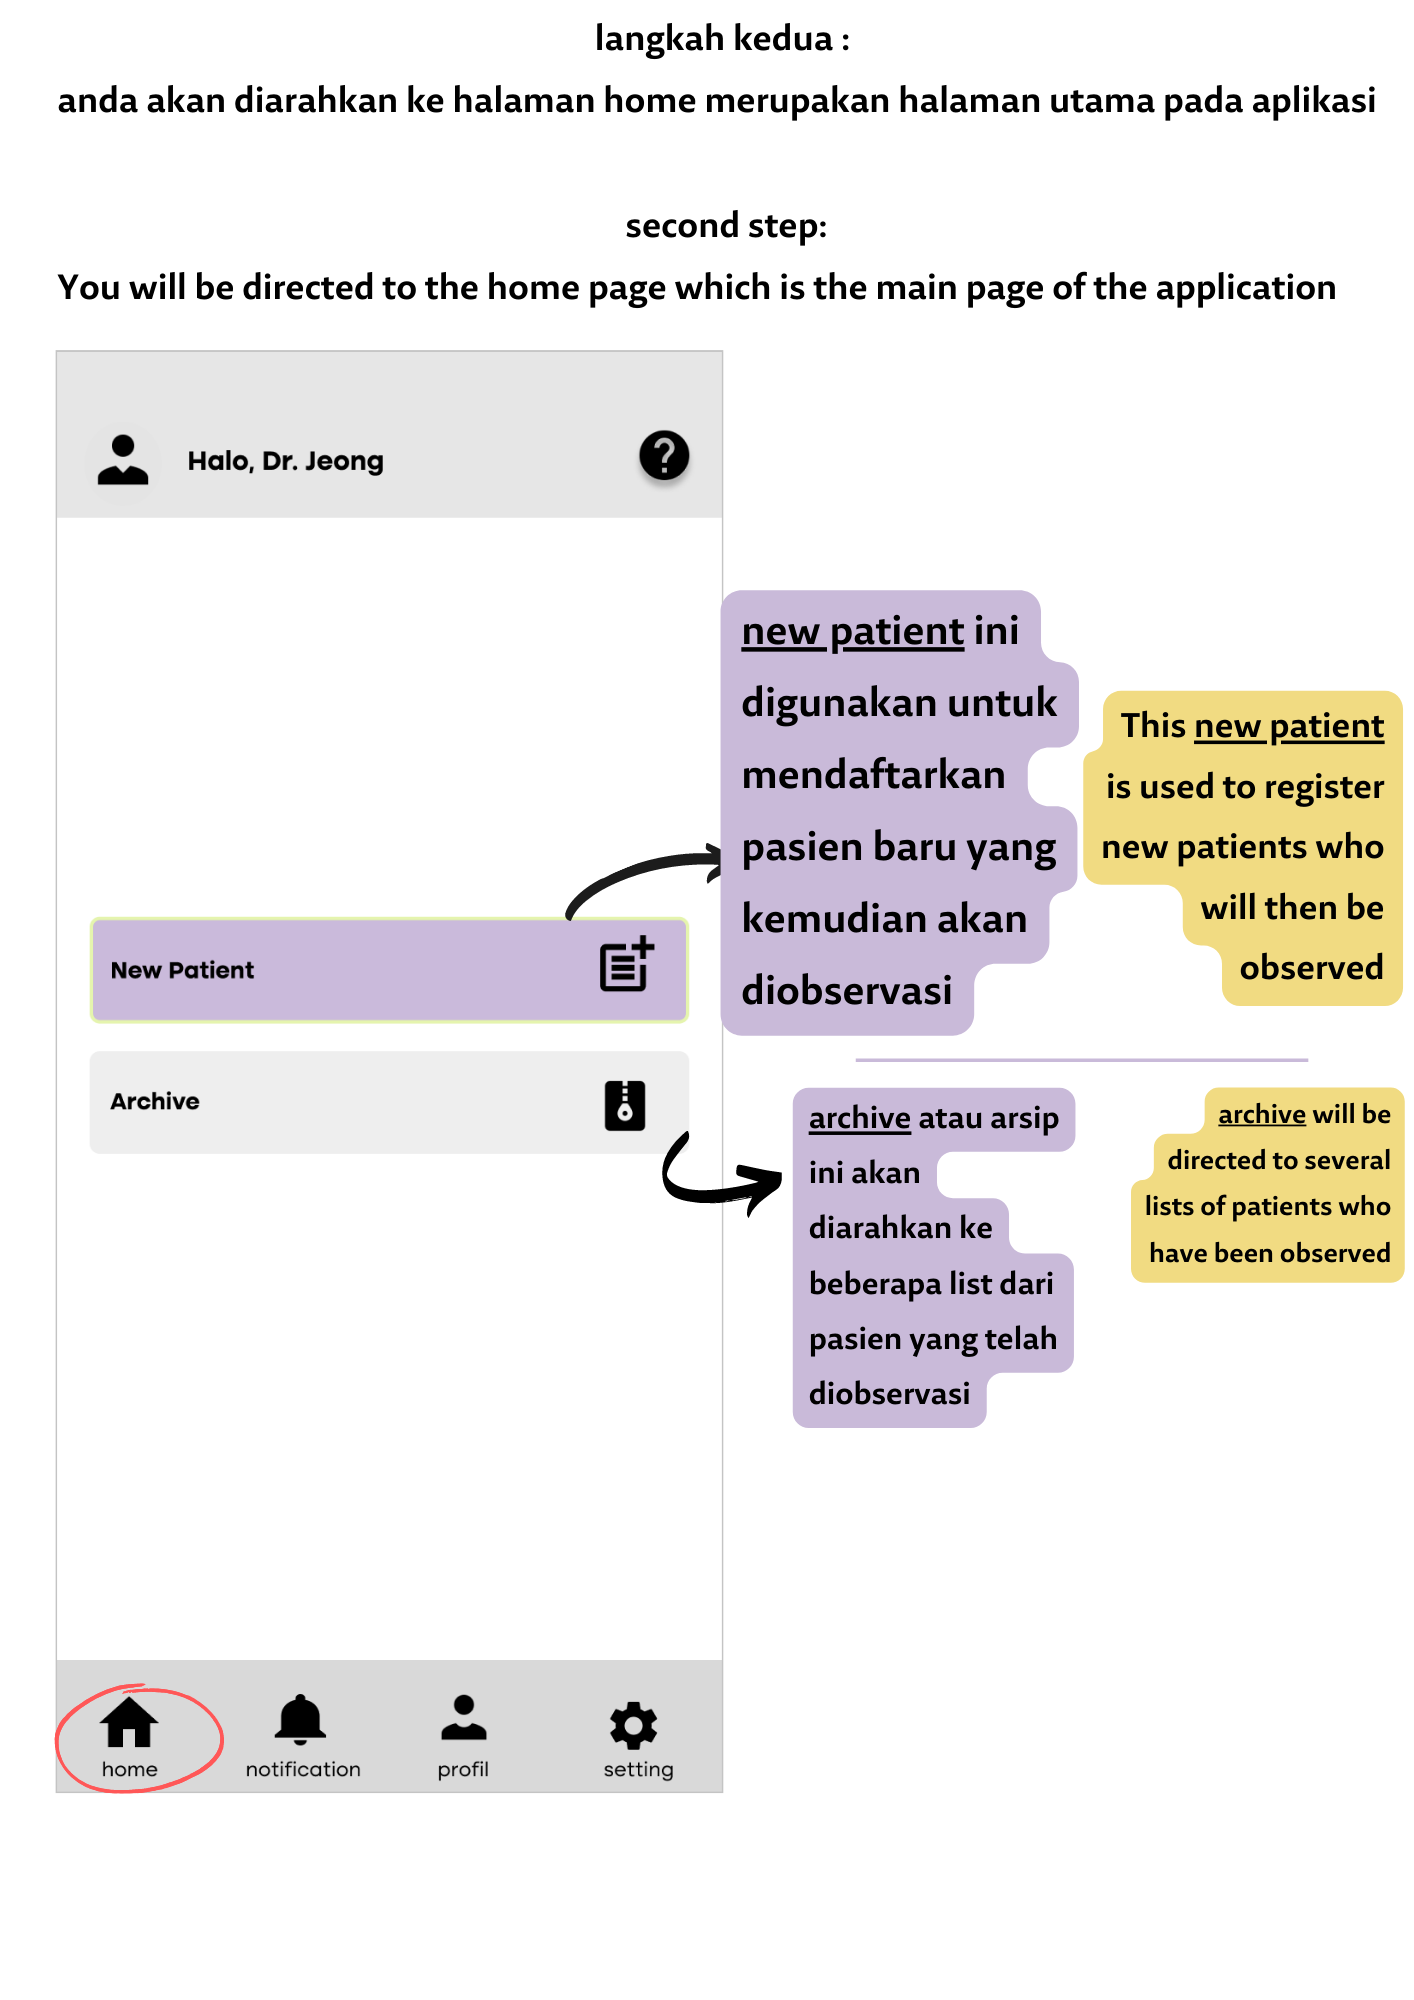 langkah kedua :
anda akan diarahkan ke halaman home merupakan halaman utama pada aplikasi
second step:
You will be directed to the home page which is the main page of the application
Halo, Dr. Jeong
?
new patient ini
digunakan untuk
mendaftarkan
pasien baru yang
kemudian akan
diobservasi
This new patient
is used to register
new patients who
will then be
observed
New Patient
Archive
archive atau arsip
ini akan
diarahkan ke
beberapa list dari
pasien yang telah
diobservasi
archive will be
directed to several
lists of patients who
have been observed
home
notification
profil
setting